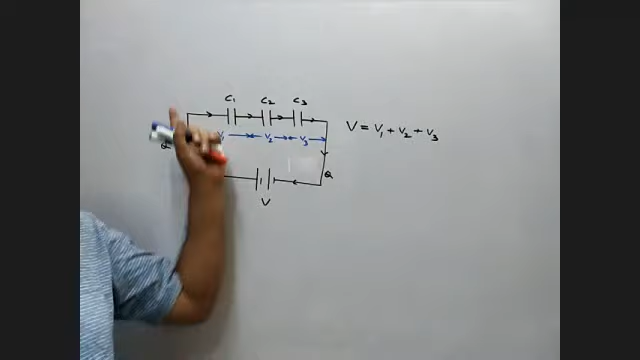 C₁ C₂ C₃
V₁ V₂ V₃
V = V₁ + V₂ + V₃
Q
Q
V